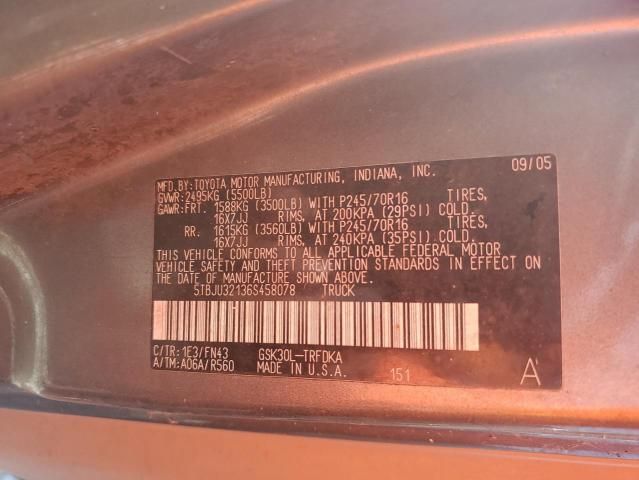 09/05
MFD.BY:TOYOTA MOTOR MANUFACTURING, INDIANA, INC.
GVWR: 2495KG (5500LB)
GAWR:FRT. 1588KG (3500LB) WITH P245/70R16 TIRES,
16X7JJ RIMS, AT 200KPA (29PSI) COLD
RR. 1615KG (3560LB) WITH P245/70R16 TIRES,
16X7JJ RIMS, AT 240KPA (35PSI) COLD
THIS VEHICLE CONFORMS TO ALL APPLICABLE FEDERAL MOTOR
VEHICLE SAFETY AND THEFT PREVENTION STANDARDS IN EFFECT ON
THE DATE OF MANUFACTURE SHOWN ABOVE.
5TBJU32136S458078 TRUCK
C/TR: 1E3/FN43 GSK30L-TRFDKA
A/TM: A06A/R560 MADE IN U.S.A. 151 A